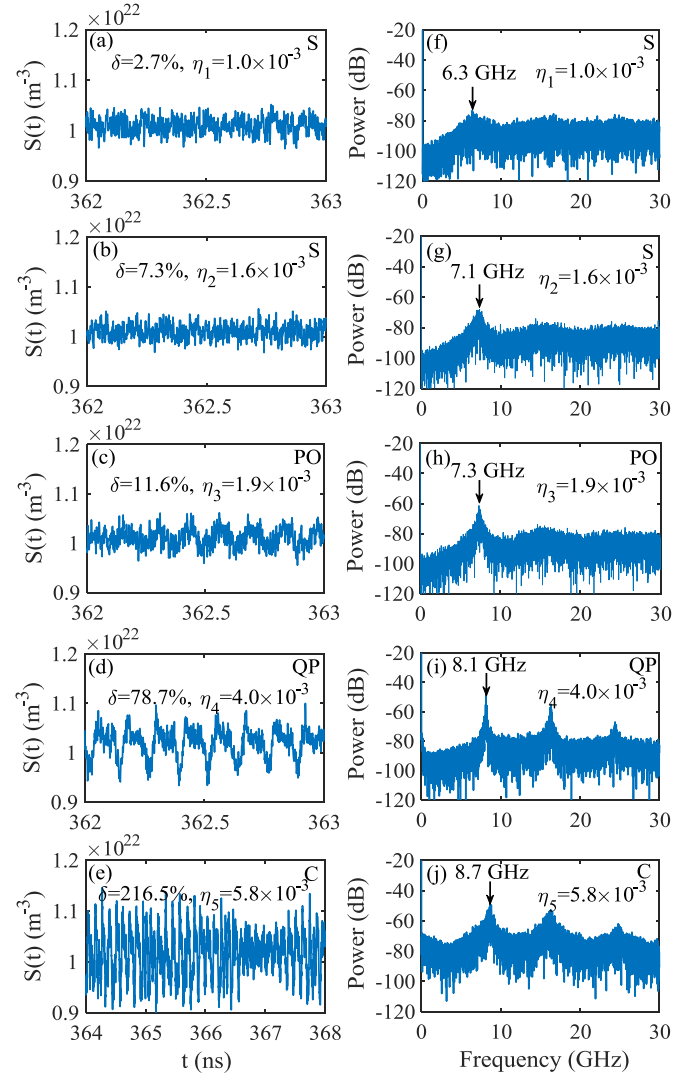 ×10^22
1.2
(a) S
δ=2.7%, η_1=1.0×10^-3
1.1
S(t) (m^-3)
1
0.9
362 362.5 363
(f) S
-20
6.3 GHz η_1=1.0×10^-3
-40
-60
-80
-100
-120
Power (dB)
0 10 20 30
×10^22
1.2
(b) S
δ=7.3%, η_2=1.6×10^-3
1.1
S(t) (m^-3)
1
0.9
362 362.5 363
(g) S
-20
7.1 GHz η_2=1.6×10^-3
-40
-60
-80
-100
-120
Power (dB)
0 10 20 30
×10^22
1.2
(c) PO
δ=11.6%, η_3=1.9×10^-3
1.1
S(t) (m^-3)
1
0.9
362 362.5 363
(h) PO
-20
7.3 GHz η_3=1.9×10^-3
-40
-60
-80
-100
-120
Power (dB)
0 10 20 30
×10^22
1.2
(d) QP
δ=78.7%, η_4=4.0×10^-3
1.1
S(t) (m^-3)
1
0.9
362 362.5 363
(i) QP
-20
8.1 GHz η_4=4.0×10^-3
-40
-60
-80
-100
-120
Power (dB)
0 10 20 30
×10^22
1.2
(e) C
δ=216.5%, η_5=5.8×10^-3
1.1
S(t) (m^-3)
1
0.9
364 365 366 367 368
t (ns)
(j) C
-20
8.7 GHz η_5=5.8×10^-3
-40
-60
-80
-100
-120
Power (dB)
0 10 20 30
Frequency (GHz)